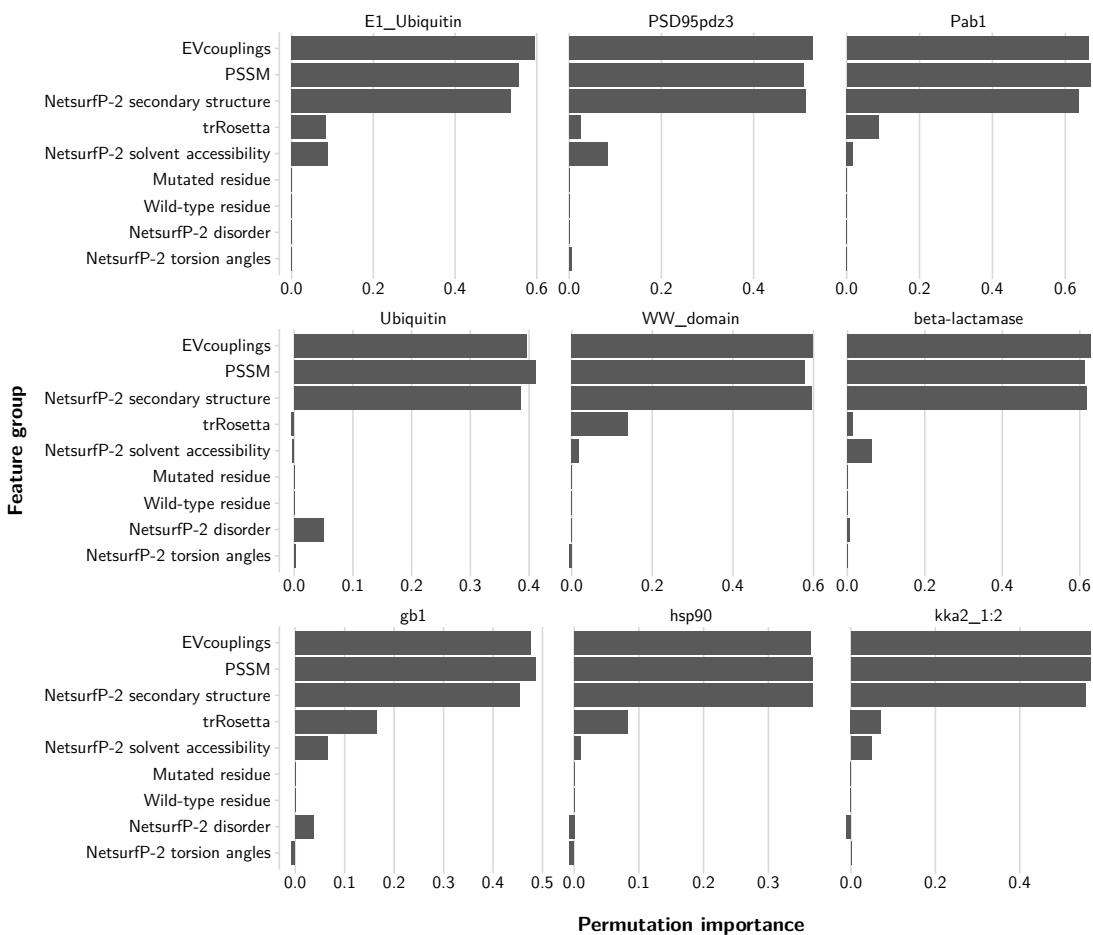 E1_Ubiquitin PSD95pdz3 Pab1
EVcouplings
PSSM
NetsurfP-2 secondary structure
trRosetta
NetsurfP-2 solvent accessibility
Mutated residue
Wild-type residue
NetsurfP-2 disorder
NetsurfP-2 torsion angles
0.0 0.2 0.4 0.6 0.0 0.2 0.4 0.0 0.2 0.4 0.6
Ubiquitin WW_domain beta-lactamase
EVcouplings
PSSM
NetsurfP-2 secondary structure
trRosetta
NetsurfP-2 solvent accessibility
Mutated residue
Wild-type residue
NetsurfP-2 disorder
NetsurfP-2 torsion angles
0.0 0.1 0.2 0.3 0.4 0.0 0.2 0.4 0.6 0.0 0.2 0.4 0.6
Feature group
gb1 hsp90 kka2_1:2
EVcouplings
PSSM
NetsurfP-2 secondary structure
trRosetta
NetsurfP-2 solvent accessibility
Mutated residue
Wild-type residue
NetsurfP-2 disorder
NetsurfP-2 torsion angles
0.0 0.1 0.2 0.3 0.4 0.5 0.0 0.1 0.2 0.3 0.0 0.2 0.4
Permutation importance